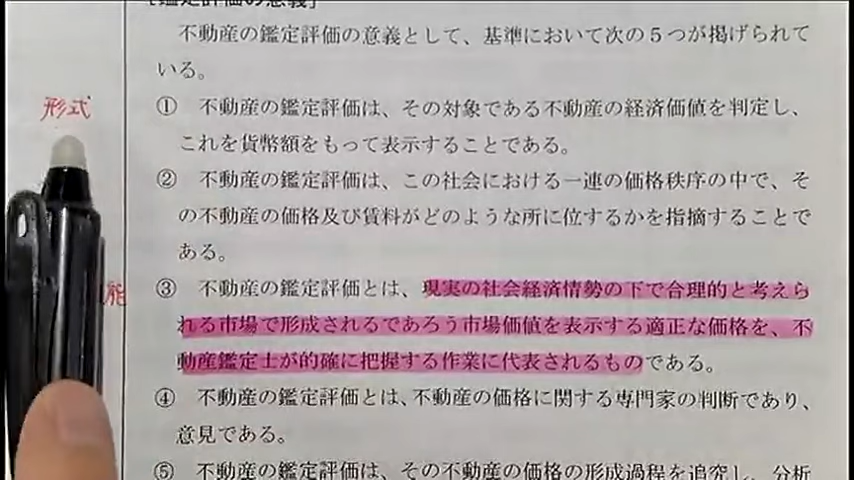 [鑑定評価の意義]
不動産の鑑定評価の意義として、基準において次の5つが掲げられて
いる。
形式
① 不動産の鑑定評価は、その対象である不動産の経済価値を判定し、
これを貨幣額をもって表示することである。
② 不動産の鑑定評価は、この社会における一連の価格秩序の中で、そ
の不動産の価格及び賃料がどのような所に位するかを指摘することで
ある。
能
③ 不動産の鑑定評価とは、現実の社会経済情勢の下で合理的と考えら
れる市場で形成されるであろう市場価値を表示する適正な価格を、不
動産鑑定士が的確に把握する作業に代表されるものである。
④ 不動産の鑑定評価とは、不動産の価格に関する専門家の判断であり、
意見である。
⑤ 不動産の鑑定評価は、その不動産の価格の形成過程を追究し、分析